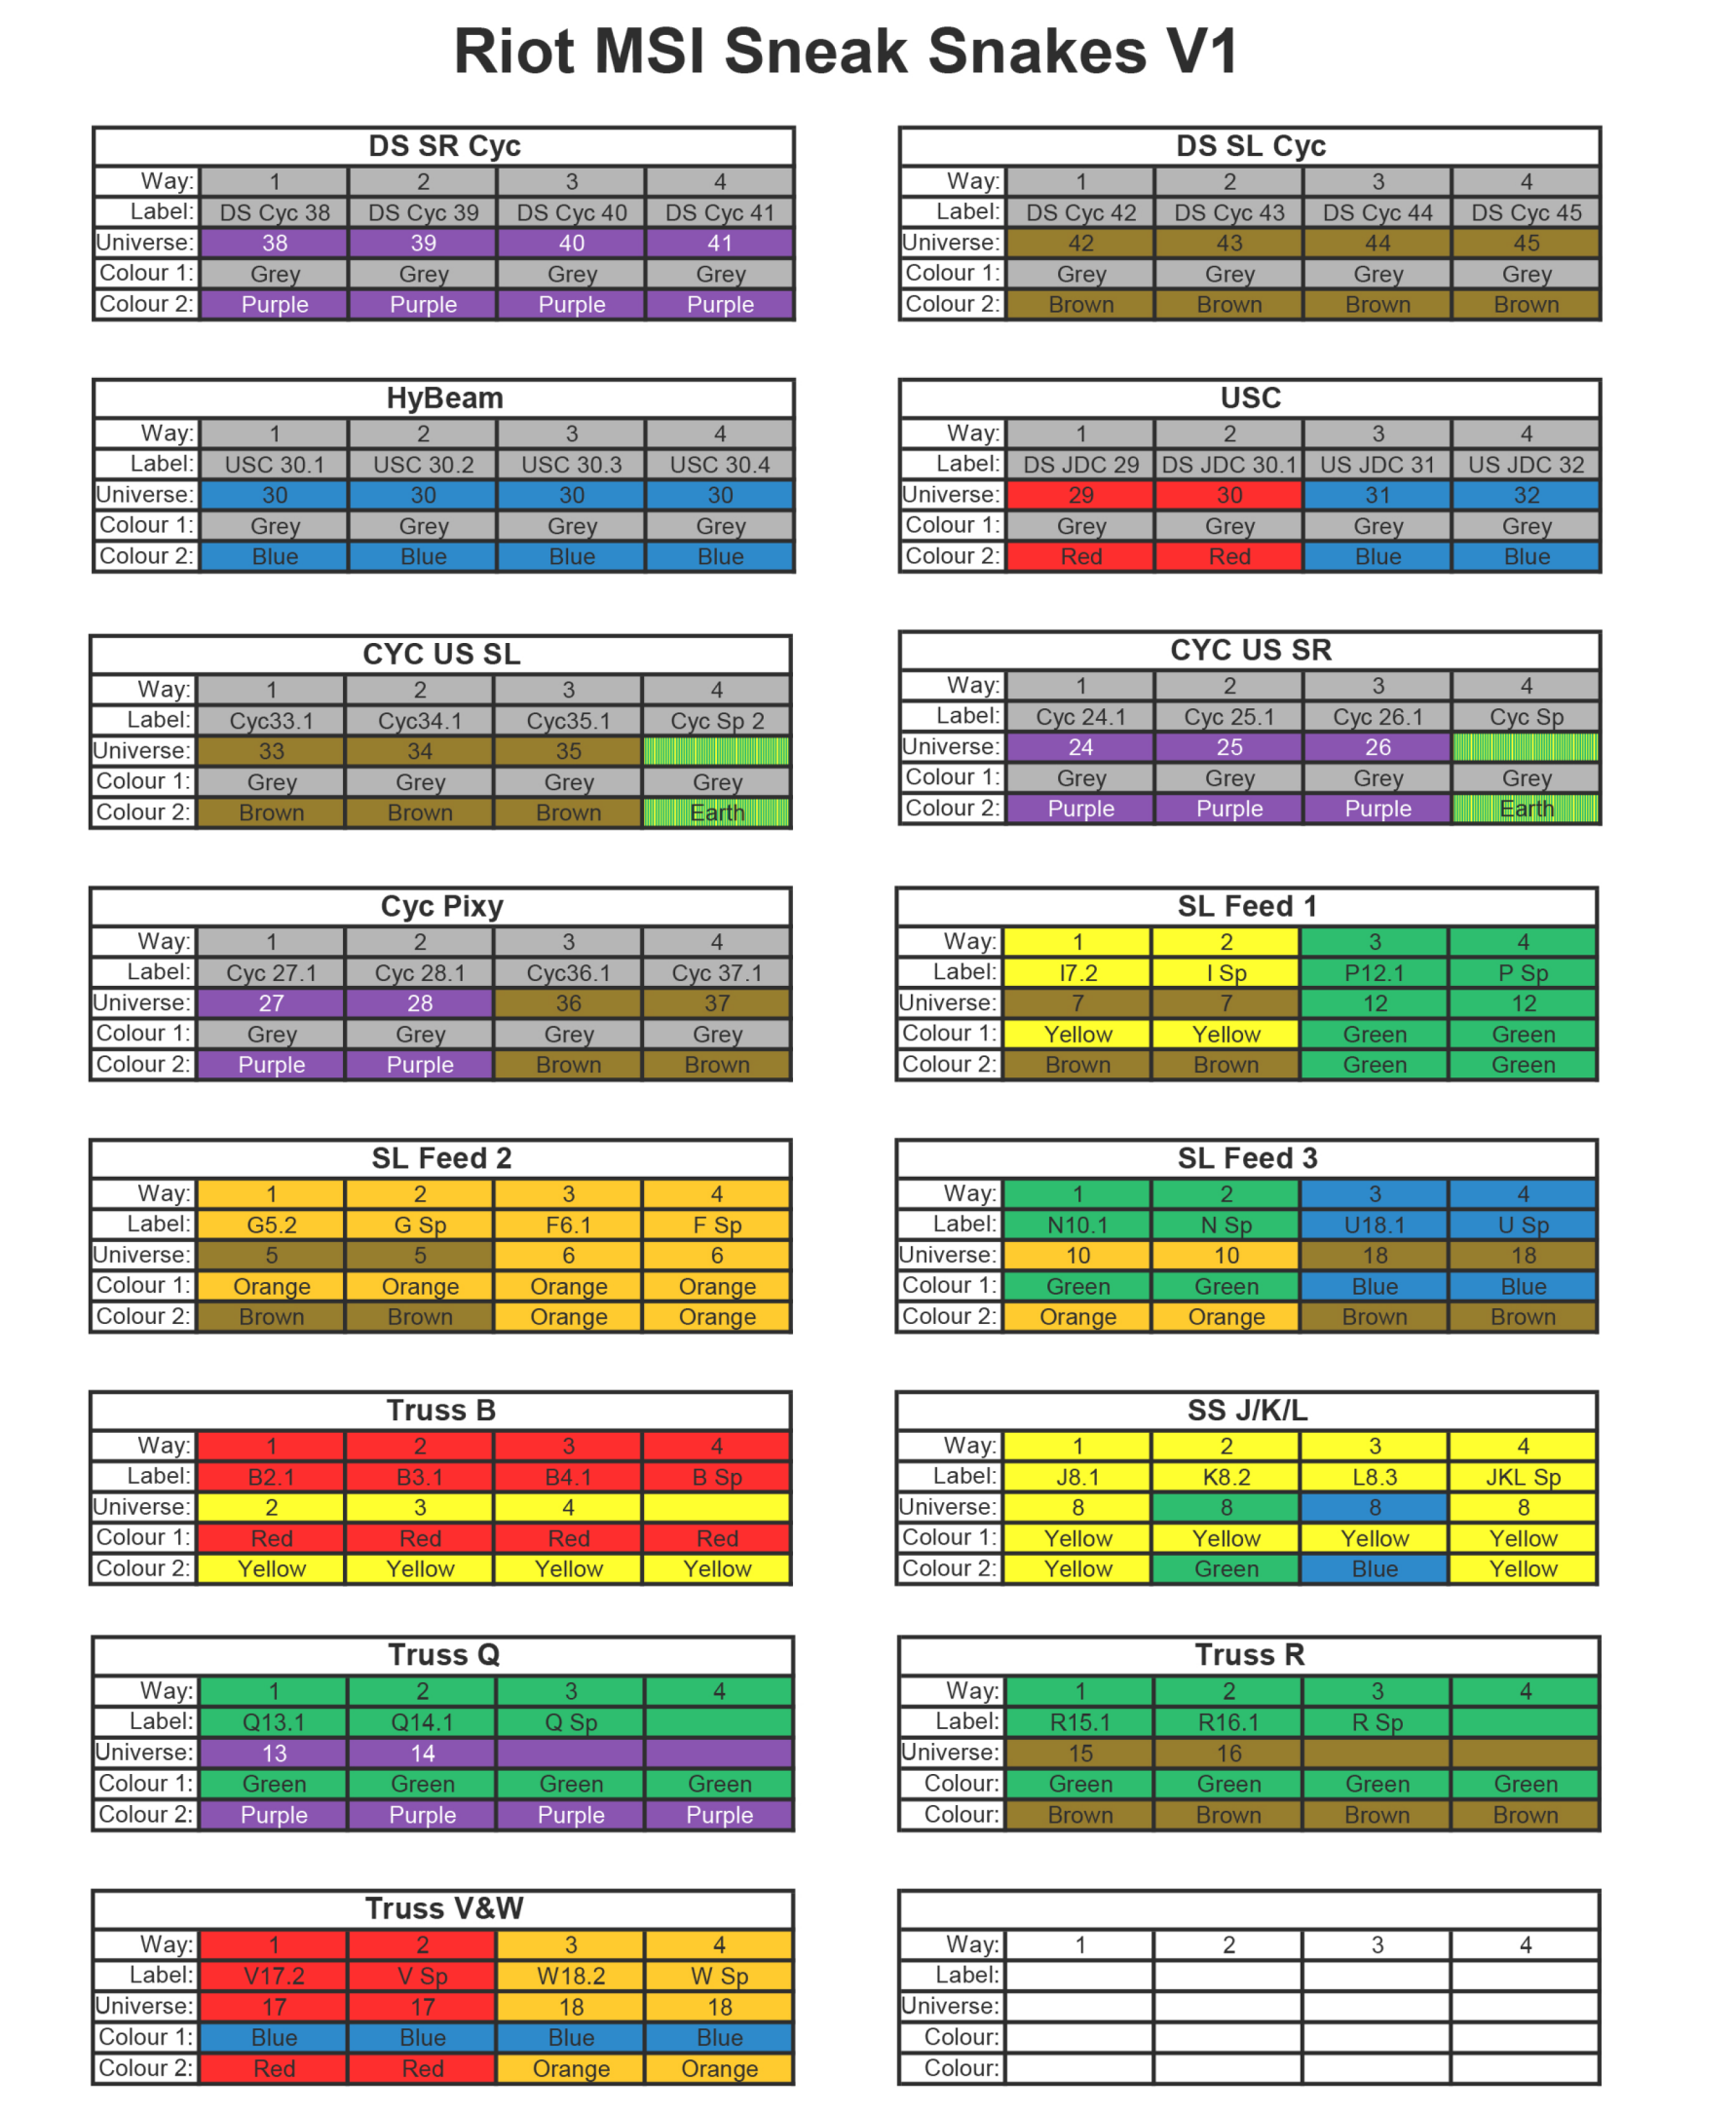 Riot MSI Sneak Snakes V1
DS SR Cyc
Way: 1 2 3 4
Label: DS Cyc 38 DS Cyc 39 DS Cyc 40 DS Cyc 41
Universe: 38 39 40 41
Colour 1: Grey Grey Grey Grey
Colour 2: Purple Purple Purple Purple
DS SL Cyc
Way: 1 2 3 4
Label: DS Cyc 42 DS Cyc 43 DS Cyc 44 DS Cyc 45
Universe: 42 43 44 45
Colour 1: Grey Grey Grey Grey
Colour 2: Brown Brown Brown Brown
HyBeam
Way: 1 2 3 4
Label: USC 30.1 USC 30.2 USC 30.3 USC 30.4
Universe: 30 30 30 30
Colour 1: Grey Grey Grey Grey
Colour 2: Blue Blue Blue Blue
USC
Way: 1 2 3 4
Label: DS JDC 29 DS JDC 30.1 US JDC 31 US JDC 32
Universe: 29 30 31 32
Colour 1: Grey Grey Grey Grey
Colour 2: Red Red Blue Blue
CYC US SL
Way: 1 2 3 4
Label: Cyc33.1 Cyc34.1 Cyc35.1 Cyc Sp 2
Universe: 33 34 35
Colour 1: Grey Grey Grey Grey
Colour 2: Brown Brown Brown Earth
CYC US SR
Way: 1 2 3 4
Label: Cyc 24.1 Cyc 25.1 Cyc 26.1 Cyc Sp
Universe: 24 25 26
Colour 1: Grey Grey Grey Grey
Colour 2: Purple Purple Purple Earth
Cyc Pixy
Way: 1 2 3 4
Label: Cyc 27.1 Cyc 28.1 Cyc36.1 Cyc 37.1
Universe: 27 28 36 37
Colour 1: Grey Grey Grey Grey
Colour 2: Purple Purple Brown Brown
SL Feed 1
Way: 1 2 3 4
Label: I7.2 I Sp P12.1 P Sp
Universe: 7 7 12 12
Colour 1: Yellow Yellow Green Green
Colour 2: Brown Brown Green Green
SL Feed 2
Way: 1 2 3 4
Label: G5.2 G Sp F6.1 F Sp
Universe: 5 5 6 6
Colour 1: Orange Orange Orange Orange
Colour 2: Brown Brown Orange Orange
SL Feed 3
Way: 1 2 3 4
Label: N10.1 N Sp U18.1 U Sp
Universe: 10 10 18 18
Colour 1: Green Green Blue Blue
Colour 2: Orange Orange Brown Brown
Truss B
Way: 1 2 3 4
Label: B2.1 B3.1 B4.1 B Sp
Universe: 2 3 4
Colour 1: Red Red Red Red
Colour 2: Yellow Yellow Yellow Yellow
SS J/K/L
Way: 1 2 3 4
Label: J8.1 K8.2 L8.3 JKL Sp
Universe: 8 8 8 8
Colour 1: Yellow Yellow Yellow Yellow
Colour 2: Yellow Green Blue Yellow
Truss Q
Way: 1 2 3 4
Label: Q13.1 Q14.1 Q Sp
Universe: 13 14
Colour 1: Green Green Green Green
Colour 2: Purple Purple Purple Purple
Truss R
Way: 1 2 3 4
Label: R15.1 R16.1 R Sp
Universe: 15 16
Colour: Green Green Green Green
Colour: Brown Brown Brown Brown
Truss V&W
Way: 1 2 3 4
Label: V17.2 V Sp W18.2 W Sp
Universe: 17 17 18 18
Colour 1: Blue Blue Blue Blue
Colour 2: Red Red Orange Orange
Way: 1 2 3 4
Label:
Universe:
Colour:
Colour: